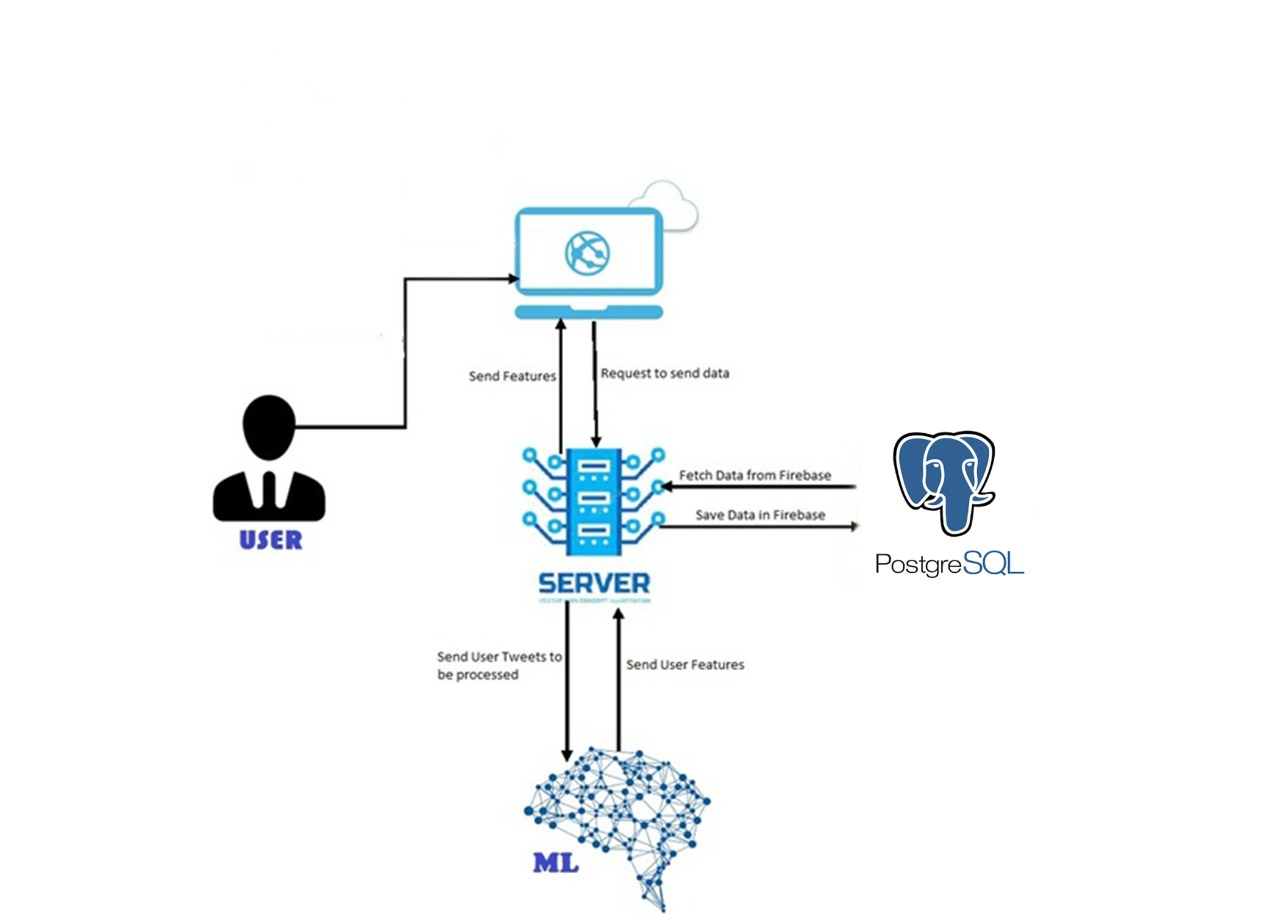 Send Features
Request to send data
Fetch Data from Firebase
Save Data in Firebase
USER
PostgreSQL
SERVER
Send User Tweets to
be processed
Send User Features
ML